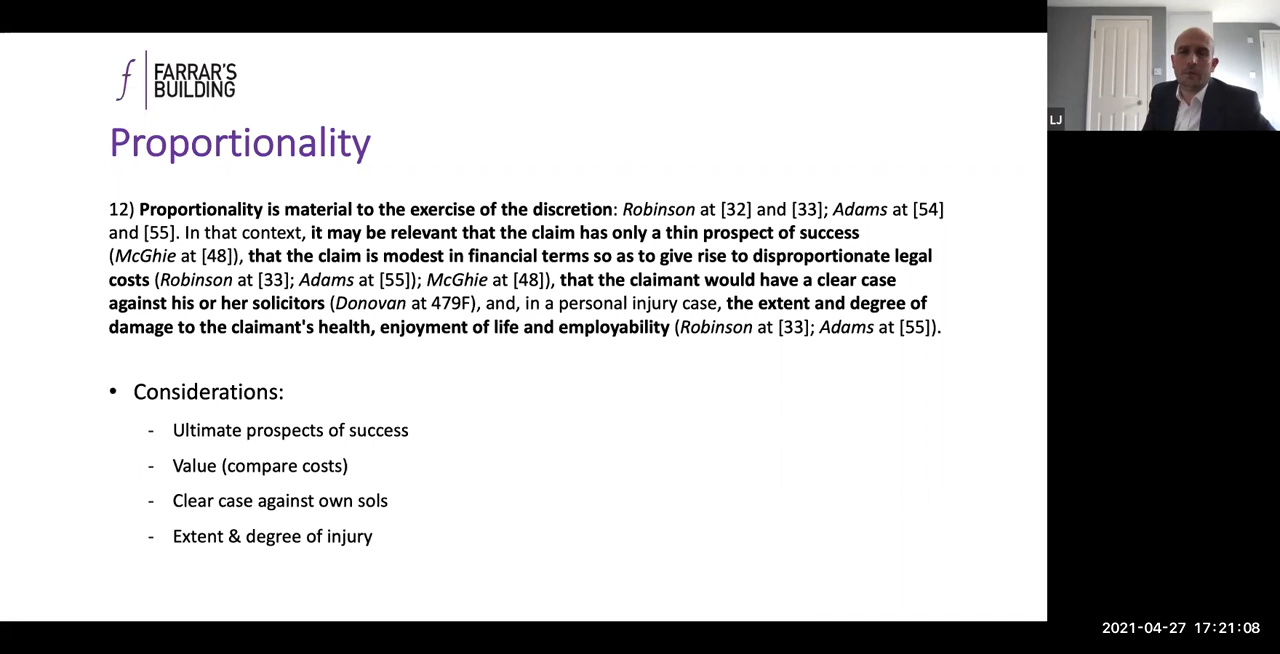 f
FARRAR'S
BUILDING
Proportionality
12) Proportionality is material to the exercise of the discretion: Robinson at [32] and [33]; Adams at [54]
and [55]. In that context, it may be relevant that the claim has only a thin prospect of success
(McGhie at [48]), that the claim is modest in financial terms so as to give rise to disproportionate legal
costs (Robinson at [33]; Adams at [55]); McGhie at [48]), that the claimant would have a clear case
against his or her solicitors (Donovan at 479F), and, in a personal injury case, the extent and degree of
damage to the claimant's health, enjoyment of life and employability (Robinson at [33]; Adams at [55]).
• Considerations:
- Ultimate prospects of success
- Value (compare costs)
- Clear case against own sols
- Extent & degree of injury
LJ
2021-04-27 17:21:08